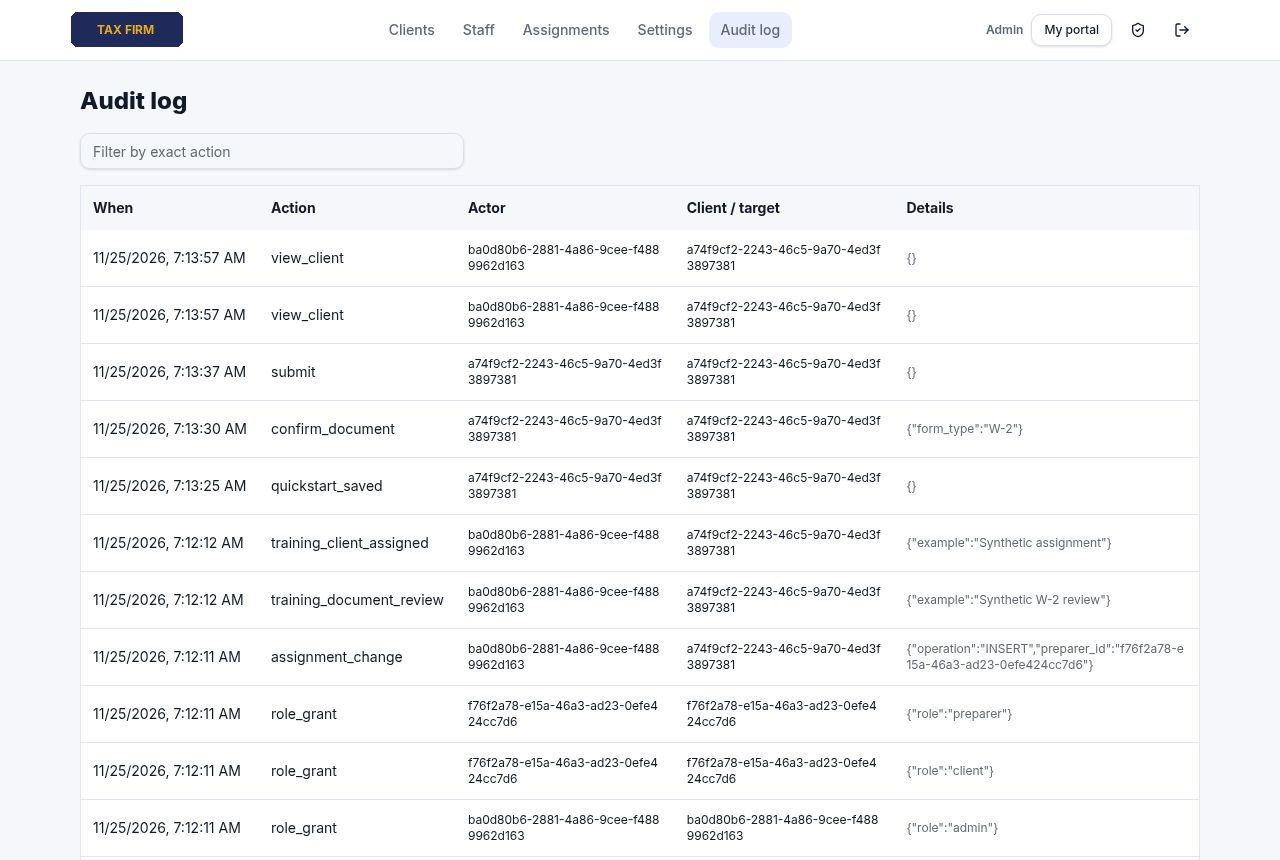 TAX FIRM
Clients
Staff
Assignments
Settings
Audit log
Admin
My portal
Audit log
Filter by exact action
When Action Actor Client / target Details
11/25/2026, 7:13:57 AM view_client ba0d80b6-2881-4a86-9cee-f488 a74f9cf2-2243-46c5-9a70-4ed3f {}
9962d163 3897381
11/25/2026, 7:13:57 AM view_client ba0d80b6-2881-4a86-9cee-f488 a74f9cf2-2243-46c5-9a70-4ed3f {}
9962d163 3897381
11/25/2026, 7:13:37 AM submit a74f9cf2-2243-46c5-9a70-4ed3f a74f9cf2-2243-46c5-9a70-4ed3f {}
3897381 3897381
11/25/2026, 7:13:30 AM confirm_document a74f9cf2-2243-46c5-9a70-4ed3f a74f9cf2-2243-46c5-9a70-4ed3f {"form_type":"W-2"}
3897381 3897381
11/25/2026, 7:13:25 AM quickstart_saved a74f9cf2-2243-46c5-9a70-4ed3f a74f9cf2-2243-46c5-9a70-4ed3f {}
3897381 3897381
11/25/2026, 7:12:12 AM training_client_assigned ba0d80b6-2881-4a86-9cee-f488 a74f9cf2-2243-46c5-9a70-4ed3f {"example":"Synthetic assignment"}
9962d163 3897381
11/25/2026, 7:12:12 AM training_document_review ba0d80b6-2881-4a86-9cee-f488 a74f9cf2-2243-46c5-9a70-4ed3f {"example":"Synthetic W-2 review"}
9962d163 3897381
11/25/2026, 7:12:11 AM assignment_change ba0d80b6-2881-4a86-9cee-f488 a74f9cf2-2243-46c5-9a70-4ed3f {"operation":"INSERT","preparer_id":"f76f2a78-e
9962d163 3897381 15a-46a3-ad23-0efe424cc7d6"}
11/25/2026, 7:12:11 AM role_grant f76f2a78-e15a-46a3-ad23-0efe4 f76f2a78-e15a-46a3-ad23-0efe4 {"role":"preparer"}
24cc7d6 24cc7d6
11/25/2026, 7:12:11 AM role_grant f76f2a78-e15a-46a3-ad23-0efe4 f76f2a78-e15a-46a3-ad23-0efe4 {"role":"client"}
24cc7d6 24cc7d6
11/25/2026, 7:12:11 AM role_grant ba0d80b6-2881-4a86-9cee-f488 ba0d80b6-2881-4a86-9cee-f488 {"role":"admin"}
9962d163 9962d163